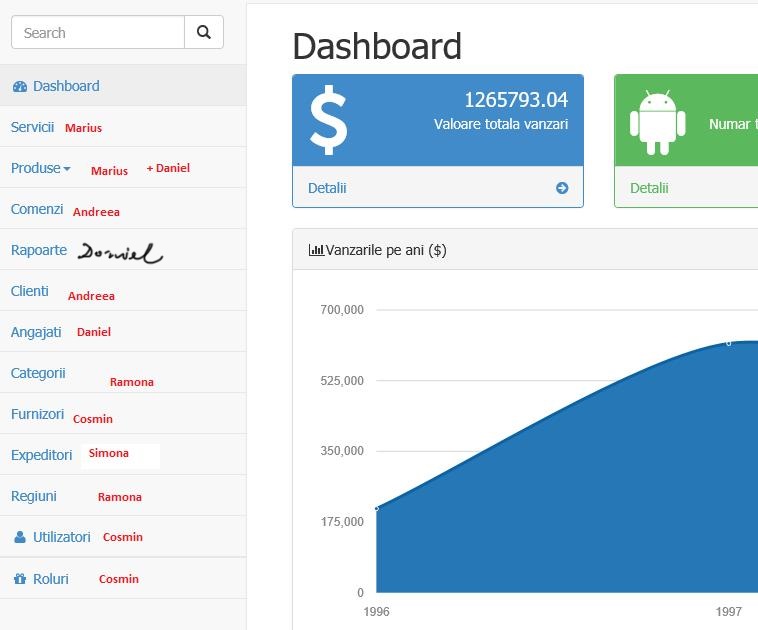 Search
Dashboard
Servicii Marius
Produse Marius + Daniel
Comenzi Andreea
Rapoarte Daniel
Clienti Andreea
Angajati Daniel
Categorii Ramona
Furnizori Cosmin
Expeditori Simona
Regiuni Ramona
Utilizatori Cosmin
Roluri Cosmin
Dashboard
$
1265793.04
Valoare totala vanzari
Detalii
Numar t
Detalii
Vanzarile pe ani ($)
700,000
525,000
350,000
175,000
0
1996 1997